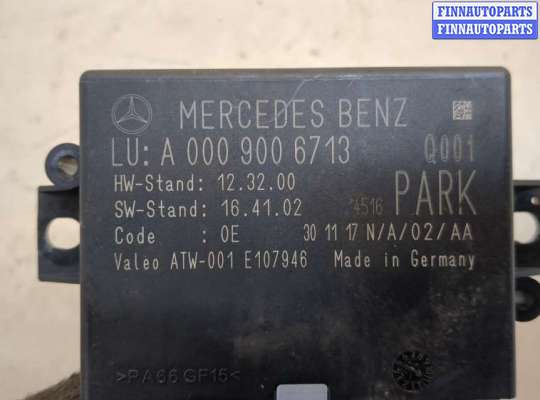 FINNAUTOPARTS
FINNAUTOPARTS
FINNAUTOPARTS
MERCEDES BENZ
LU: A 000 900 6713 Q001
HW-Stand: 12.32.00
SW-Stand: 16.41.02 4516 PARK
Code : 0E 30 11 17 N/A/02/AA
Valeo ATW-001 E107946 Made in Germany
>PA66 GF15<